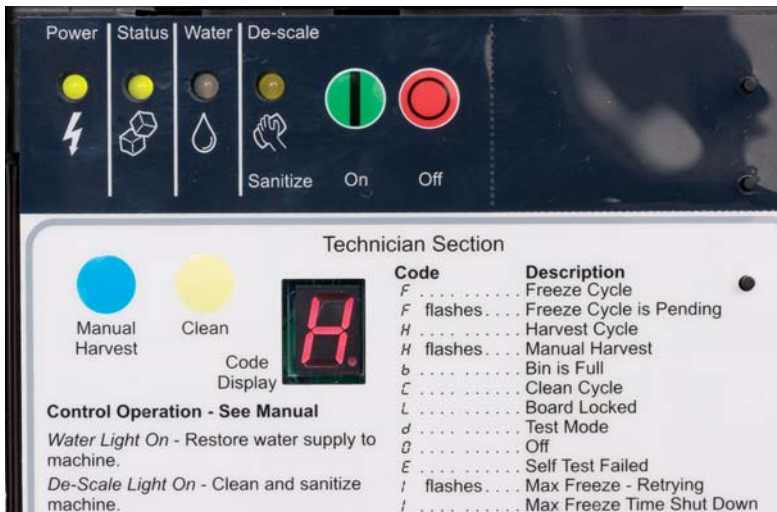 Power Status Water De-scale
Sanitize On Off
Technician Section
Manual
Harvest
Clean
Code
Display
H.
Control Operation - See Manual
Water Light On - Restore water supply to
machine.
De-Scale Light On - Clean and sanitize
machine.
Code Description
F . . . . . . . . . . Freeze Cycle
F flashes . . . . Freeze Cycle is Pending
H . . . . . . . . . . Harvest Cycle
H flashes . . . . Manual Harvest
b . . . . . . . . . . Bin is Full
C . . . . . . . . . . Clean Cycle
L . . . . . . . . . . Board Locked
d . . . . . . . . . . Test Mode
0 . . . . . . . . . . Off
E . . . . . . . . . . Self Test Failed
1 flashes . . . . Max Freeze - Retrying
1 . . . . . . . . . . Max Freeze Time Shut Down